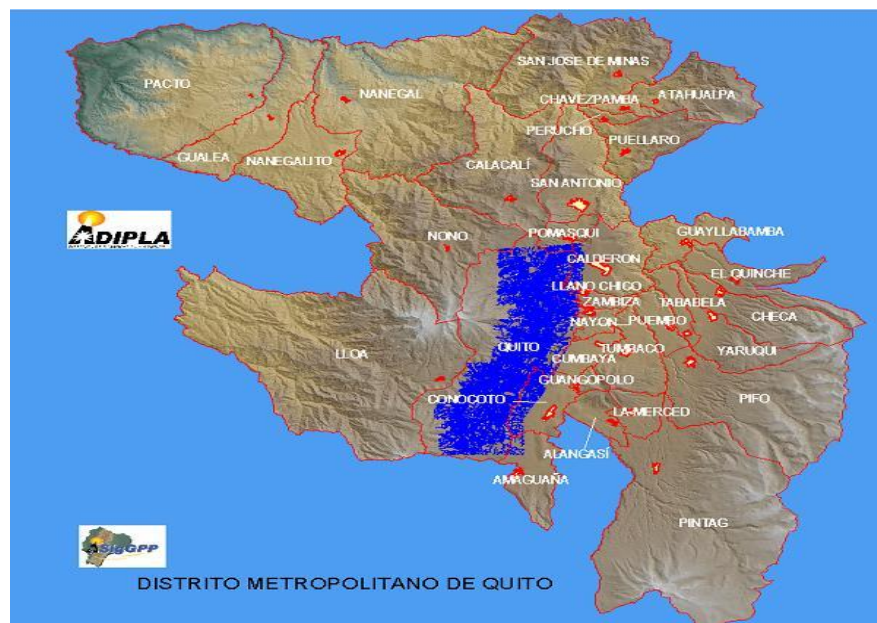 SAN JOSE DE MINAS
PACTO
NANEGAL
CHAVEZPAMBA
ATAHUALPA
PERUCHO
PUELLARO
GUALEA
NANEGALITO
CALACALÍ
SAN ANTONIO
ADIPLA
NONO
POMASQUI
GUAYLLABAMBA
CALDERON
EL QUINCHE
LLANO CHICO
ZAMBIZA
TABABELA
CHECA
NAYON
PUEMBO
QUITO
TUMBACO
YARUQUI
LLOA
CUMBAYA
GUANGOPOLO
PIFO
CONOCOTO
LA MERCED
ALANGASÍ
AMAGUAÑA
PINTAG
SigGPP
DISTRITO METROPOLITANO DE QUITO